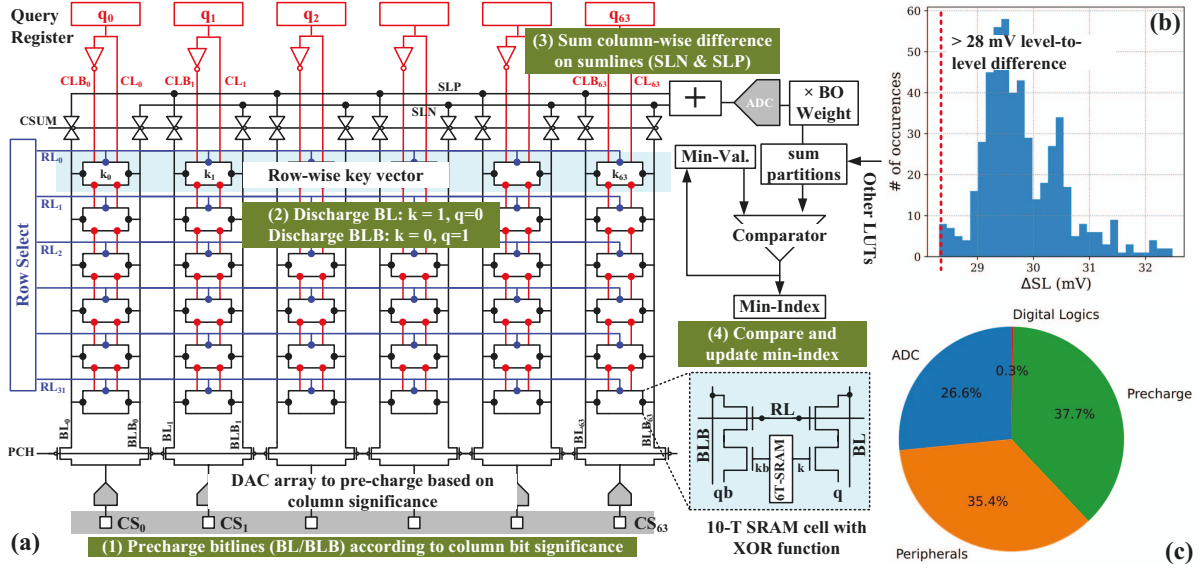 Query
Register
q0
q1
q2
q63
CLB0
CL0
CLB1
CL1
CLB63
CL63
(3) Sum column-wise difference
on sumlines (SLN & SLP)
SLP
SLN
CSUM
+
ADC
× BO
Weight
sum
partitions
Other LUTs
Min-Val.
Comparator
Min-Index
(4) Compare and
update min-index
Row Select
RL0
k0
k1
Row-wise key vector
k63
RL1
(2) Discharge BL: k = 1, q=0
Discharge BLB: k = 0, q=1
RL2
RL31
BL0
BLB0
BL1
BLB1
BL63
BLB63
PCH
DAC array to pre-charge based on
column significance
CS0
CS1
CS63
(a)
(1) Precharge bitlines (BL/BLB) according to column bit significance
RL
BLB
BL
kb
6T-SRAM
k
qb
q
10-T SRAM cell with
XOR function
(b)
> 28 mV level-to-
level difference
# of occurences
60
50
40
30
20
10
0
29
30
31
32
ΔSL (mV)
Digital Logics
0.3%
ADC
26.6%
Precharge
37.7%
35.4%
Peripherals
(c)